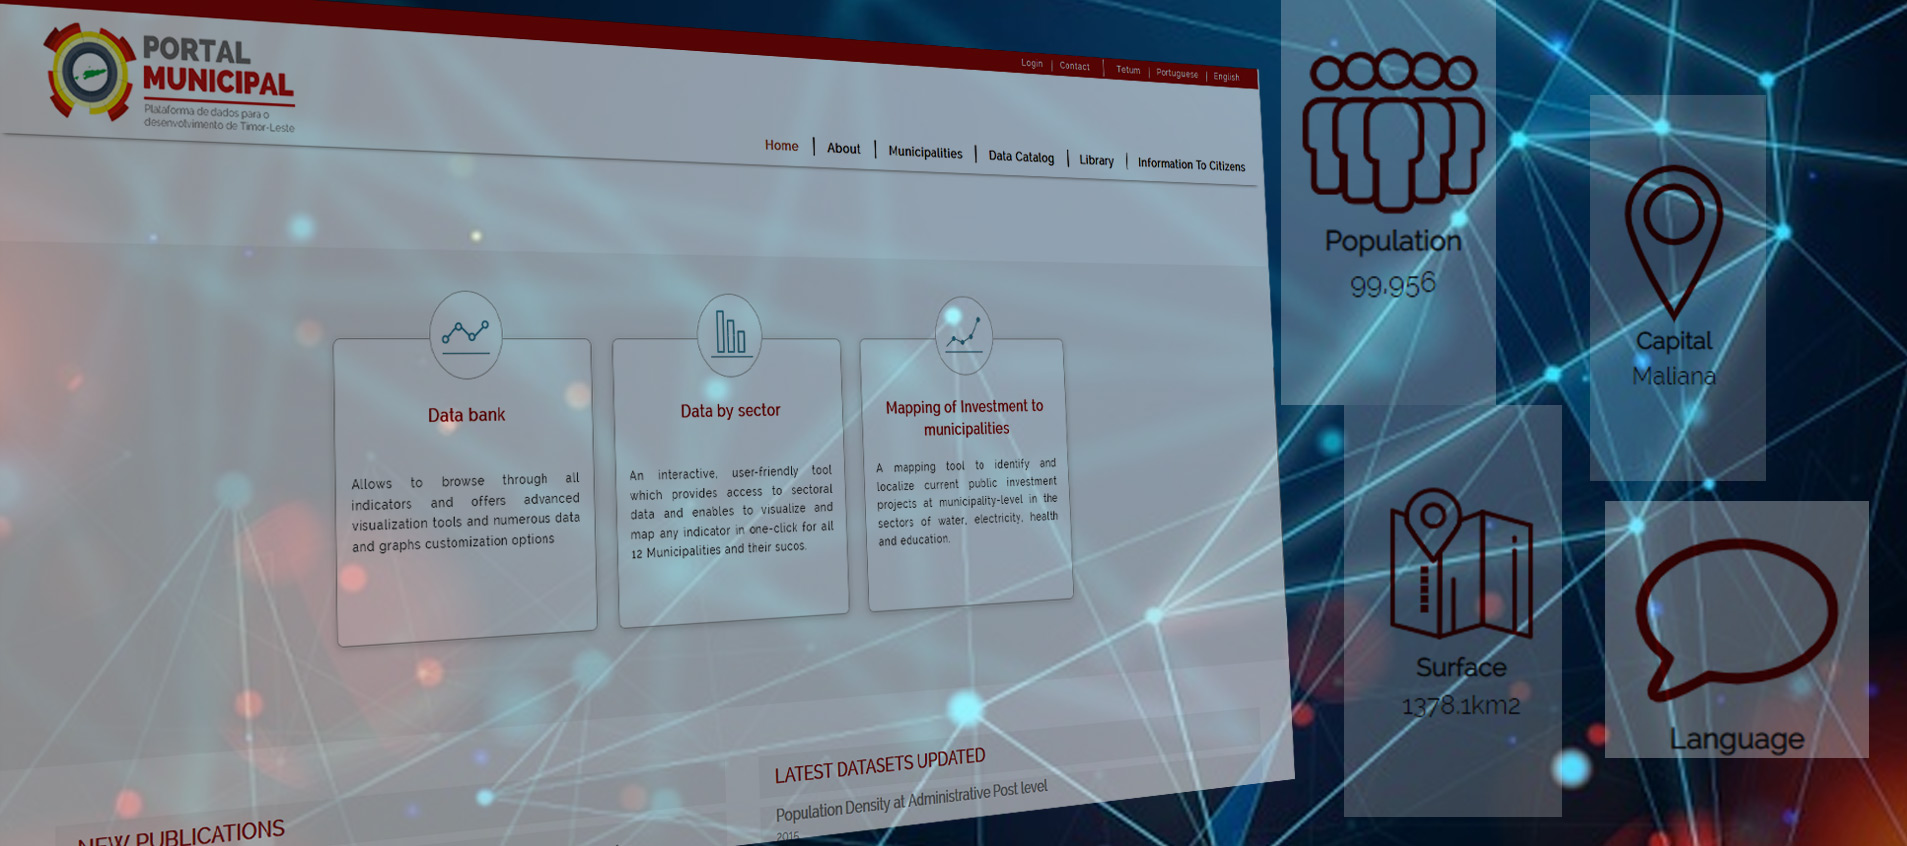 PORTAL
MUNICIPAL
Plataforma de dados para o
desenvolvimento de Timor-Leste
Login | Contact | Tetum | Portuguese | English
Home | About | Municipalities | Data Catalog | Library | Information To Citizens
Data bank
Allows to browse through all
indicators and offers advanced
visualization tools and numerous data
and graphs customization options
Data by sector
An interactive, user-friendly tool
which provides access to sectoral
data and enables to visualize and
map any indicator in one-click for all
12 Municipalities and their sucos.
Mapping of Investment to
municipalities
A mapping tool to identify and
localize current public investment
projects at municipality-level in the
sectors of water, electricity, health
and education.
NEW PUBLICATIONS
LATEST DATASETS UPDATED
Population Density at Administrative Post level
2015
Population
99,956
Capital
Maliana
Surface
1378.1km2
Language